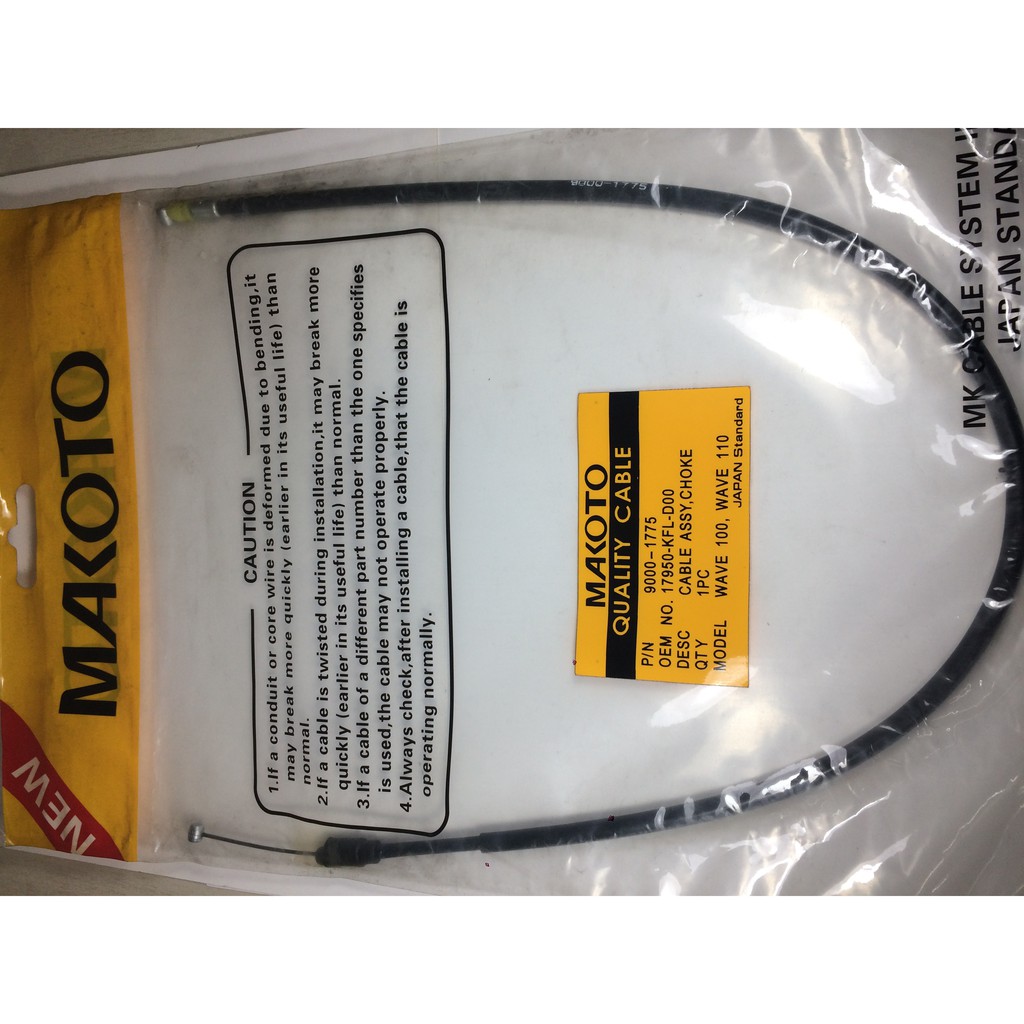 MAKOTO
NEW
CAUTION
1.If a conduit or core wire is deformed due to bending,it
may break more quickly (earlier in its useful life) than
normal.
2.If a cable is twisted during installation,it may break more
quickly (earlier in its useful life) than normal.
3.If a cable of a different part number than the one specifies
is used,the cable may not operate properly.
4.Always check,after installing a cable,that the cable is
operating normally.
9000-1775
MAKOTO
QUALITY CABLE
P/N 9000-1775
OEM NO. 17950-KFL-D00
DESC CABLE ASSY,CHOKE
QTY 1PC
MODEL WAVE 100, WAVE 110
JAPAN Standard
MK CABLE SYSTEM
JAPAN